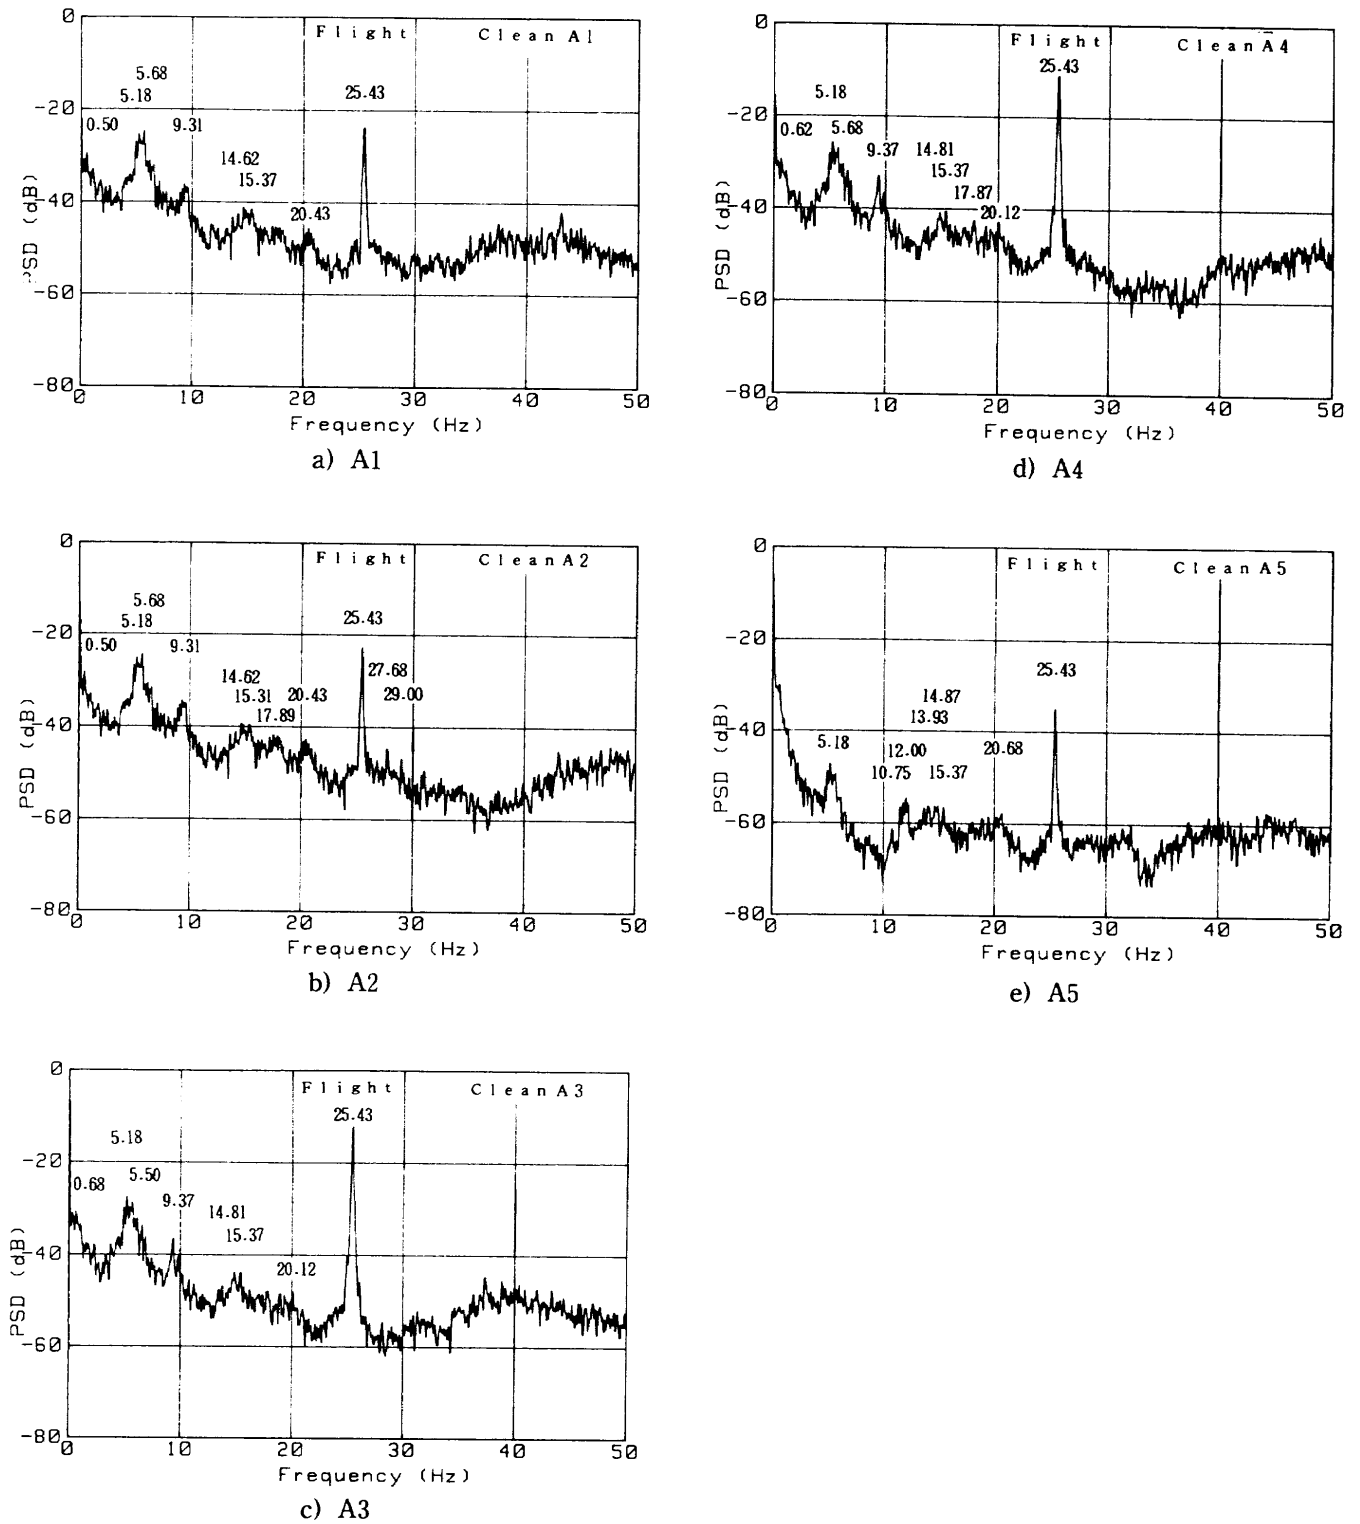 0
Flight
Clean A1
5.68
5.18
25.43
-20
0.50
9.31
14.62
15.37
-40
20.43
PSD (dB)
-60
-80
0 10 20 30 40 50
Frequency (Hz)
a) A1
0
Flight
Clean A2
5.68
5.18
25.43
-20
0.50
9.31
27.68
14.62
15.31 20.43
29.00
17.89
-40
PSD (dB)
-60
-80
0 10 20 30 40 50
Frequency (Hz)
b) A2
0
Flight
Clean A3
25.43
5.18
-20
5.50
0.68
9.37
14.81
15.37
-40
20.12
PSD (dB)
-60
-80
0 10 20 30 40 50
Frequency (Hz)
c) A3
0
Flight
Clean A4
25.43
5.18
-20
0.62
5.68
9.37
14.81
15.37
17.87
-40
20.12
PSD (dB)
-60
-80
0 10 20 30 40 50
Frequency (Hz)
d) A4
0
Flight
Clean A5
-20
25.43
14.87
13.93
-40
5.18
12.00
20.68
10.75
15.37
PSD (dB)
-60
-80
0 10 20 30 40 50
Frequency (Hz)
e) A5